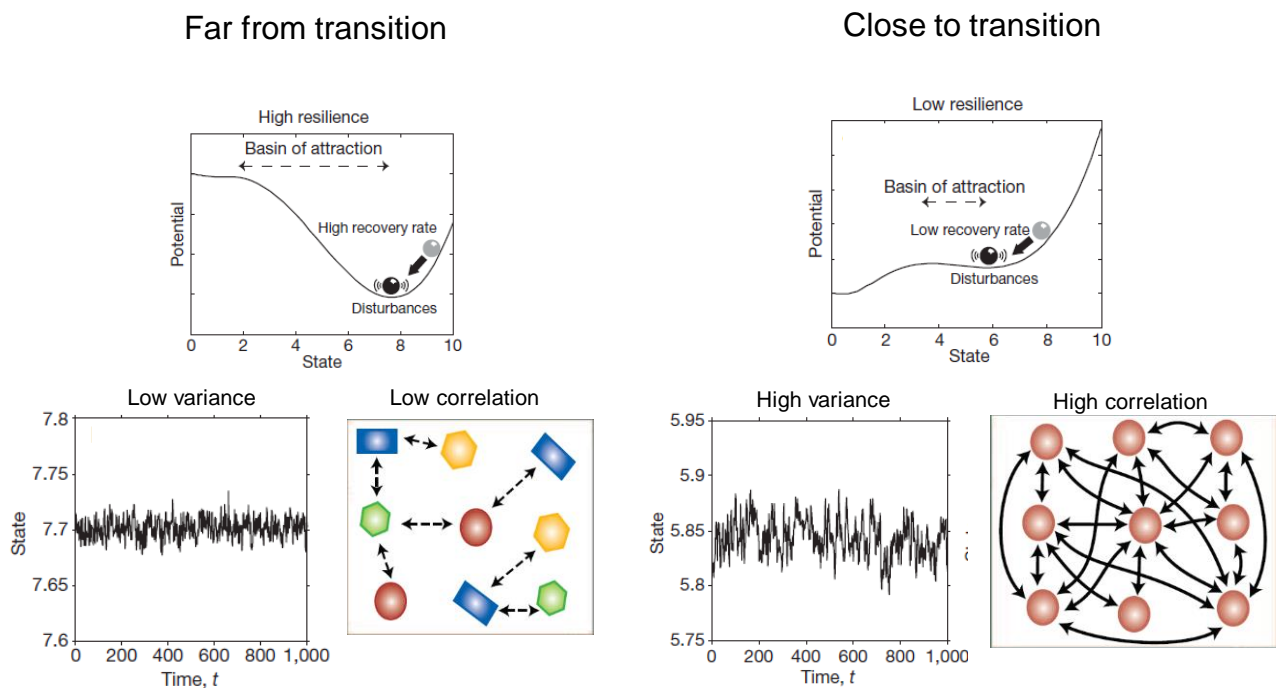 Far from transition
Close to transition
High resilience
Basin of attraction
High recovery rate
Disturbances
Potential
0 2 4 6 8 10
State
Low resilience
Basin of attraction
Low recovery rate
Disturbances
Potential
0 2 4 6 8 10
State
Low variance
7.8
7.75
7.7
7.65
7.6
State
0 200 400 600 800 1,000
Time, t
Low correlation
High variance
5.95
5.9
5.85
5.8
5.75
State
0 200 400 600 800 1,000
Time, t
High correlation